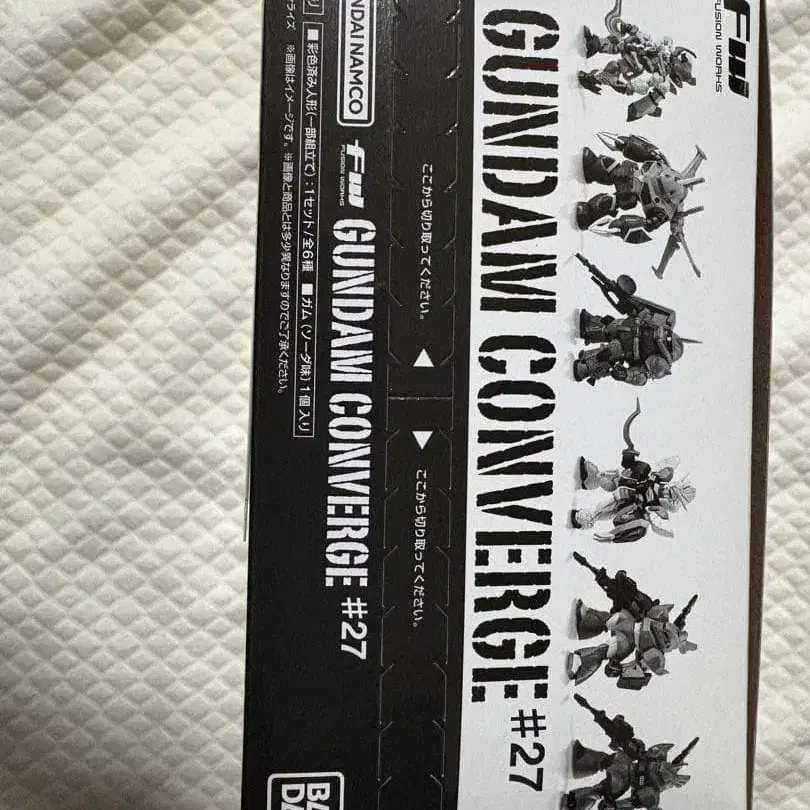 FW
FUSION WORKS
GUNDAM CONVERGE #27
ここから切り取ってください。
ここから切り取ってください。
NDAI NAMCO
FW
FUSION WORKS
GUNDAM CONVERGE #27
■彩色済み人形(一部組立て):1セット/全6種 ■ガム(ソーダ味)1個入り
ライズ ※画像はイメージです。※画像と商品とは多少異なりますのでご了承ください。